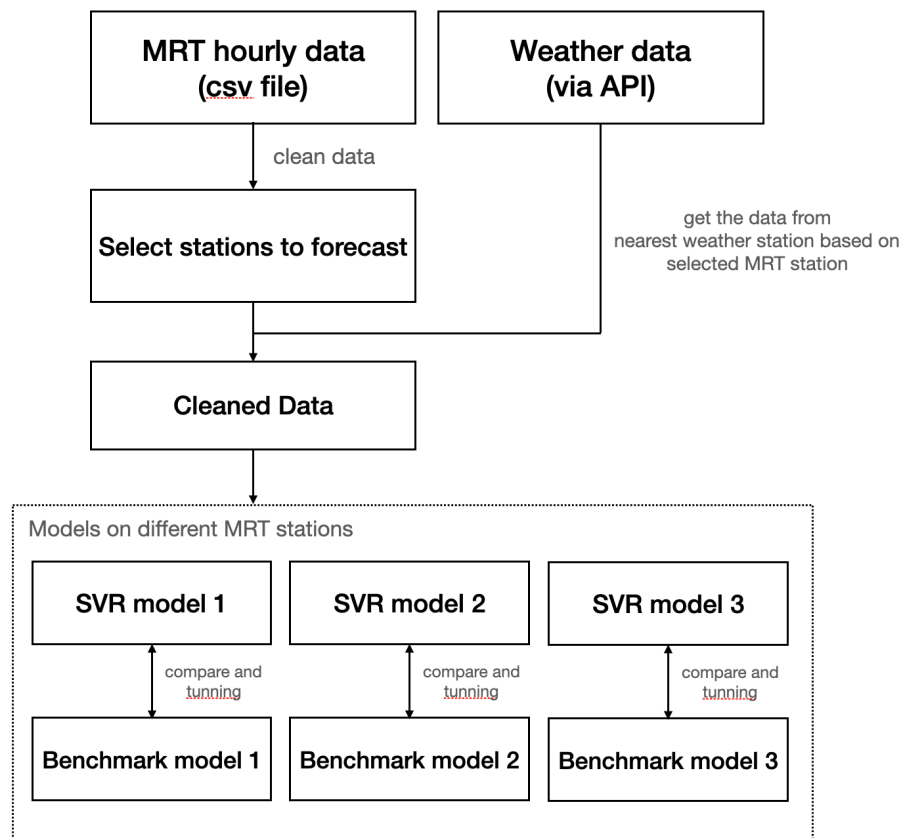 MRT hourly data
(csv file)
Weather data
(via API)
clean data
Select stations to forecast
get the data from
nearest weather station based on
selected MRT station
Cleaned Data
Models on different MRT stations
SVR model 1
SVR model 2
SVR model 3
compare and
tunning
compare and
tunning
compare and
tunning
Benchmark model 1
Benchmark model 2
Benchmark model 3